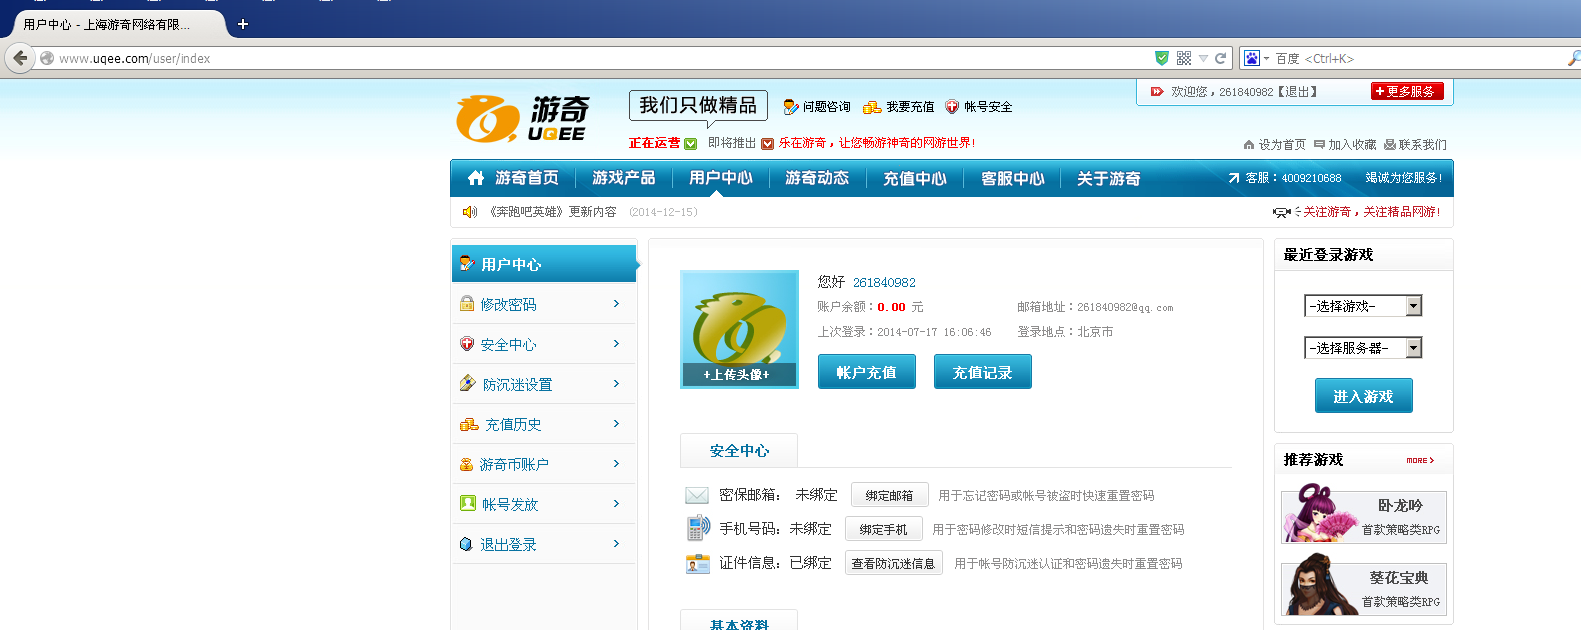 用户中心 - 上海游奇网络有限...
www.uqee.com/user/index
百度 <Ctrl+K>
游奇
UQEE
我们只做精品
问题咨询 我要充值 帐号安全
欢迎您，261840982【退出】
+更多服务
正在运营 即将推出 乐在游奇，让您畅游神奇的网游世界!
设为首页 加入收藏 联系我们
游奇首页 游戏产品 用户中心 游奇动态 充值中心 客服中心 关于游奇
客服：4009210688 竭诚为您服务!
《奔跑吧英雄》更新内容 (2014-12-15)
关注游奇，关注精品网游!
用户中心
修改密码
安全中心
防沉迷设置
充值历史
游奇币账户
帐号发放
退出登录
+上传头像+
您好 261840982
账户余额：0.00 元 邮箱地址：261840982@qq.com
上次登录：2014-07-17 16:06:46 登录地点：北京市
帐户充值 充值记录
安全中心
密保邮箱： 未绑定 绑定邮箱 用于忘记密码或帐号被盗时快速重置密码
手机号码：未绑定 绑定手机 用于密码修改时短信提示和密码遗失时重置密码
证件信息：已绑定 查看防沉迷信息 用于帐号防沉迷认证和密码遗失时重置密码
基本资料
最近登录游戏
-选择游戏-
-选择服务器-
进入游戏
推荐游戏 MORE
卧龙吟
首款策略类RPG
葵花宝典
首款策略类RPG